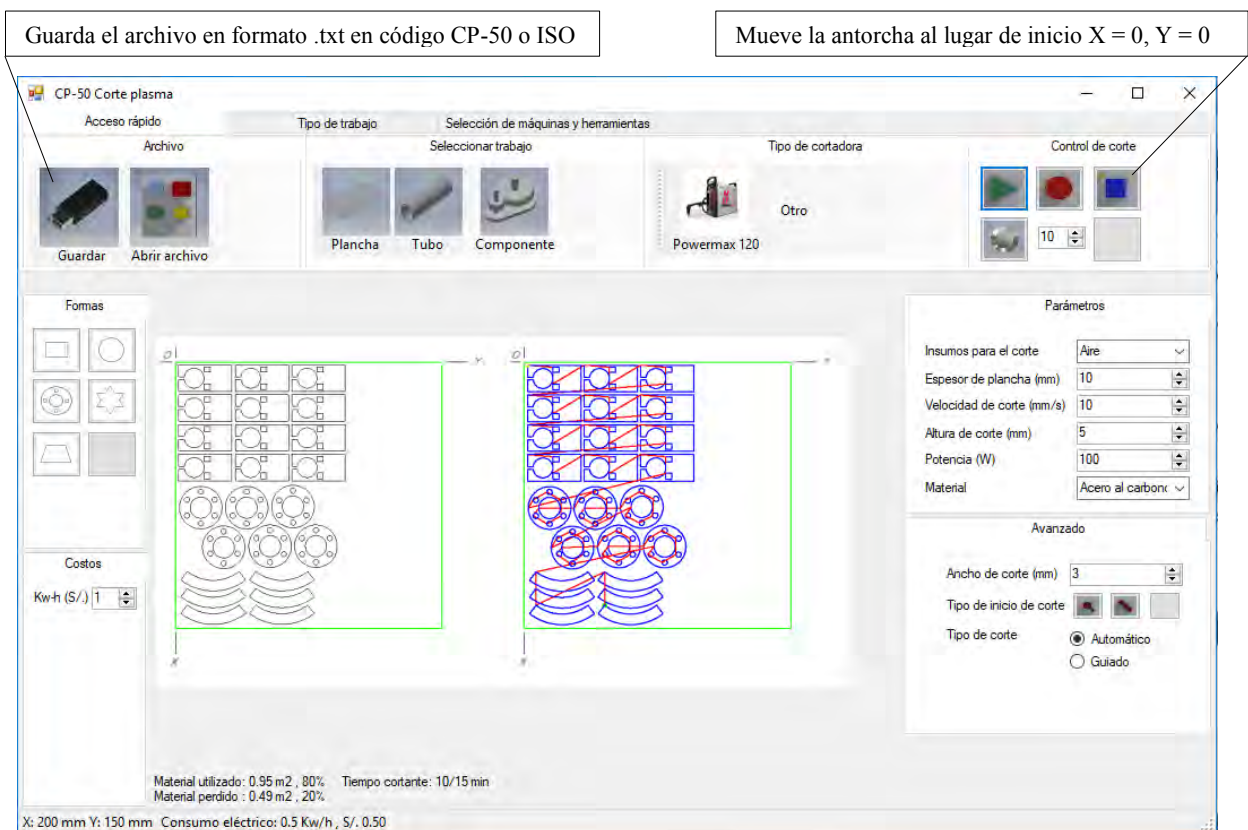 Guarda el archivo en formato .txt en código CP-50 o ISO
Mueve la antorcha al lugar de inicio X = 0, Y = 0
CP-50 Corte plasma
Acceso rápido
Tipo de trabajo
Selección de máquinas y herramientas
Archivo
Seleccionar trabajo
Tipo de cortadora
Control de corte
Otro
10
Guardar
Abrir archivo
Plancha
Tubo
Componente
Powermax 120
Formas
Costos
Kw-h (S/.) 1
O
Y
X
O
Parámetros
Insumos para el corte Aire
Espesor de plancha (mm) 10
Velocidad de corte (mm/s) 10
Altura de corte (mm) 5
Potencia (W) 100
Material Acero al carbonc
Avanzado
Ancho de corte (mm) 3
Tipo de inicio de corte
Tipo de corte Automático
Guiado
Material utilizado: 0.95 m2 , 80% Tiempo cortante: 10/15 min
Material perdido : 0.49 m2 , 20%
X: 200 mm Y: 150 mm Consumo eléctrico: 0.5 Kw/h , S/. 0.50